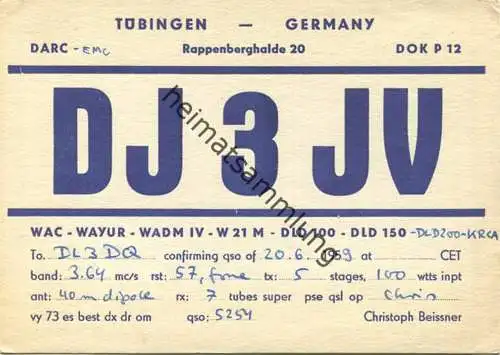 TÜBINGEN — GERMANY
DARC - EMC Rappenberghalde 20 DOK P 12
DJ 3 JV
heimatsammlung.de
WAC - WAYUR - WADM IV - W 21 M - DLD 100 - DLD 150 - DLD200 - KRCA
To DL3DQ confirming qso of 20.6. 1959 at CET
band: 3.64 mc/s rst: 57, fone tx: 5 stages, 100 wtts inpt
ant: 40 m dipole rx: 7 tubes super pse qsl op Chris
vy 73 es best dx dr om qso: 5254 Christoph Beissner